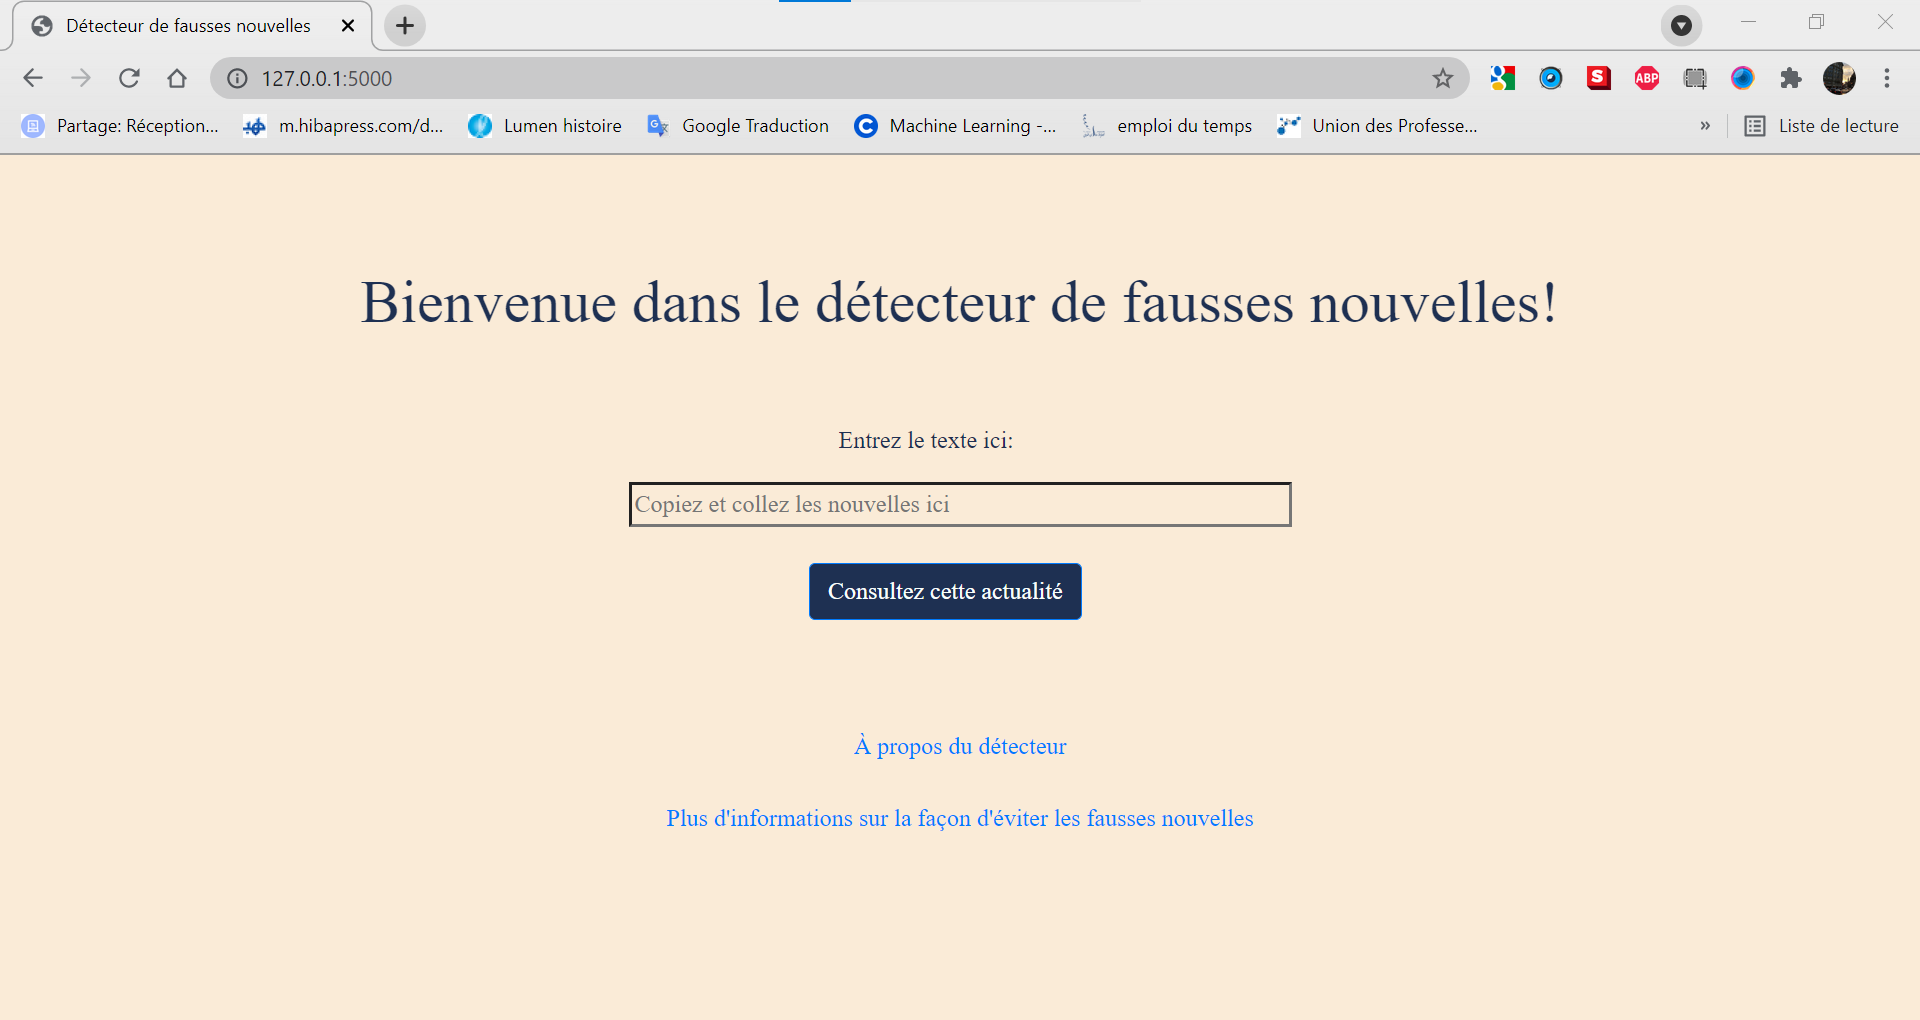 Détecteur de fausses nouvelles
127.0.0.1:5000
S
ABP
Partage: Réception...
m.hibapress.com/d...
Lumen histoire
Google Traduction
Machine Learning -...
emploi du temps
Union des Professe...
»
Liste de lecture
Bienvenue dans le détecteur de fausses nouvelles!
Entrez le texte ici:
Copiez et collez les nouvelles ici
Consultez cette actualité
À propos du détecteur
Plus d'informations sur la façon d'éviter les fausses nouvelles